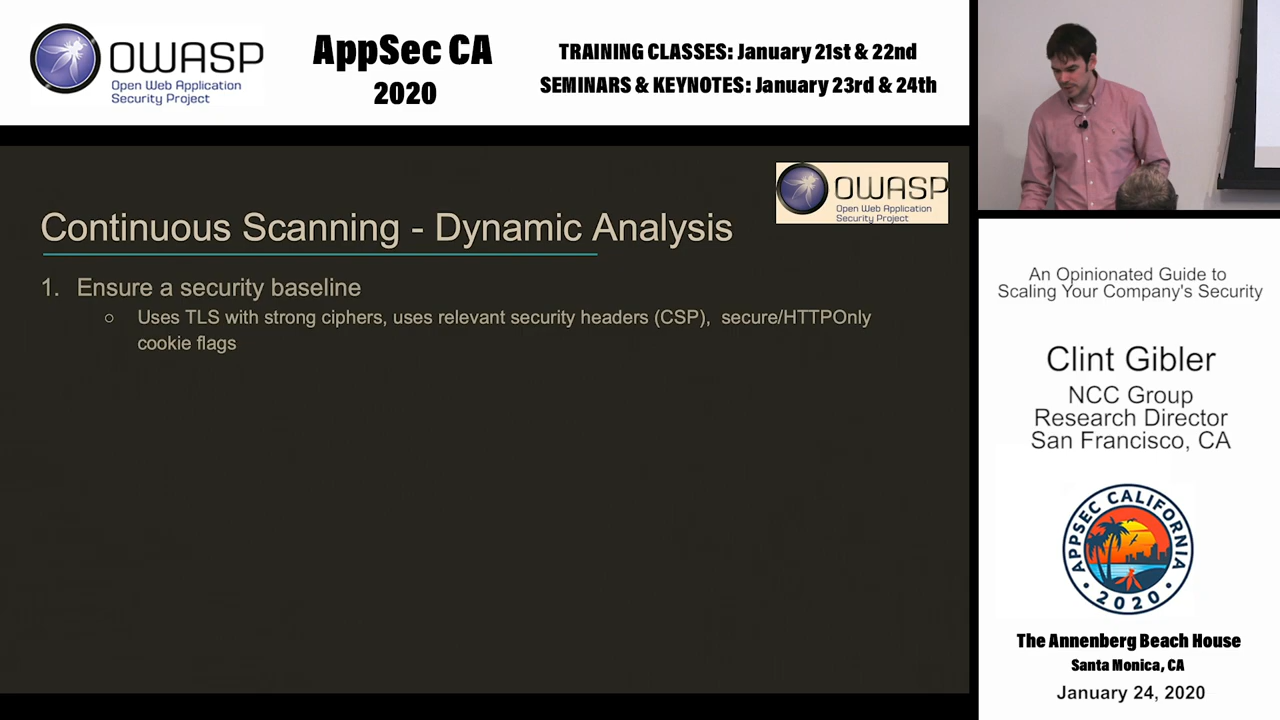 OWASP
Open Web Application
Security Project
AppSec CA
2020
TRAINING CLASSES: January 21st & 22nd
SEMINARS & KEYNOTES: January 23rd & 24th
OWASP
Open Web Application
Security Project
Continuous Scanning - Dynamic Analysis
1. Ensure a security baseline
○ Uses TLS with strong ciphers, uses relevant security headers (CSP), secure/HTTPOnly
cookie flags
An Opinionated Guide to
Scaling Your Company's Security
Clint Gibler
NCC Group
Research Director
San Francisco, CA
APPSEC CALIFORNIA
• 2020 •
The Annenberg Beach House
Santa Monica, CA
January 24, 2020